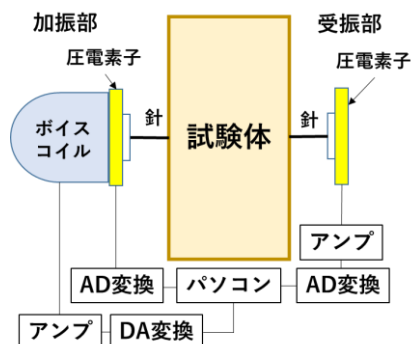 加振部
受振部
圧電素子
圧電素子
ボイス
コイル
針
試験体
針
アンプ
AD変換
パソコン
AD変換
アンプ
DA変換